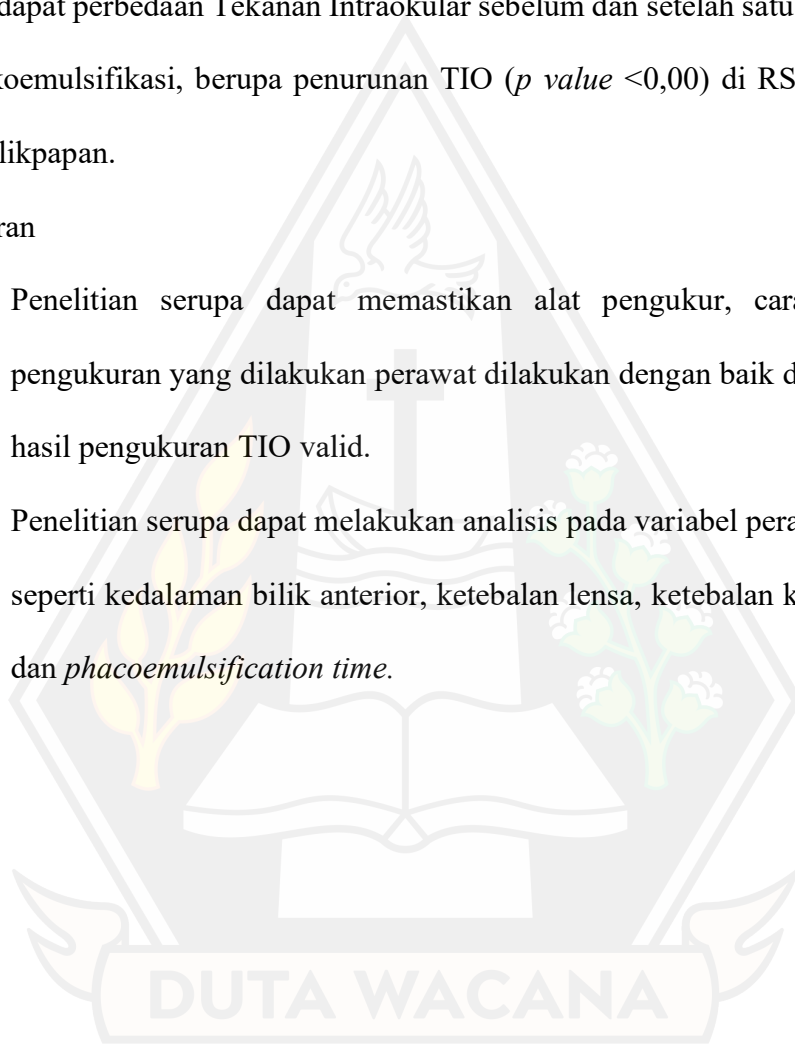 dapat perbedaan Tekanan Intraokular sebelum dan setelah satu
koemulsifikasi, berupa penurunan TIO (p value <0,00) di RS
likpapan.
ran
Penelitian serupa dapat memastikan alat pengukur, cara
pengukuran yang dilakukan perawat dilakukan dengan baik d
hasil pengukuran TIO valid.
Penelitian serupa dapat melakukan analisis pada variabel pera
seperti kedalaman bilik anterior, ketebalan lensa, ketebalan k
dan phacoemulsification time.
DUTA WACANA